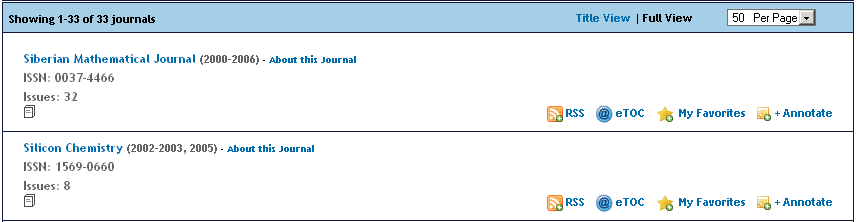 Showing 1-33 of 33 journals Title View | Full View 50 Per Page
Siberian Mathematical Journal (2000-2006) - About this Journal
ISSN: 0037-4466
Issues: 32
RSS eTOC My Favorites + Annotate
Silicon Chemistry (2002-2003, 2005) - About this Journal
ISSN: 1569-0660
Issues: 8
RSS eTOC My Favorites + Annotate